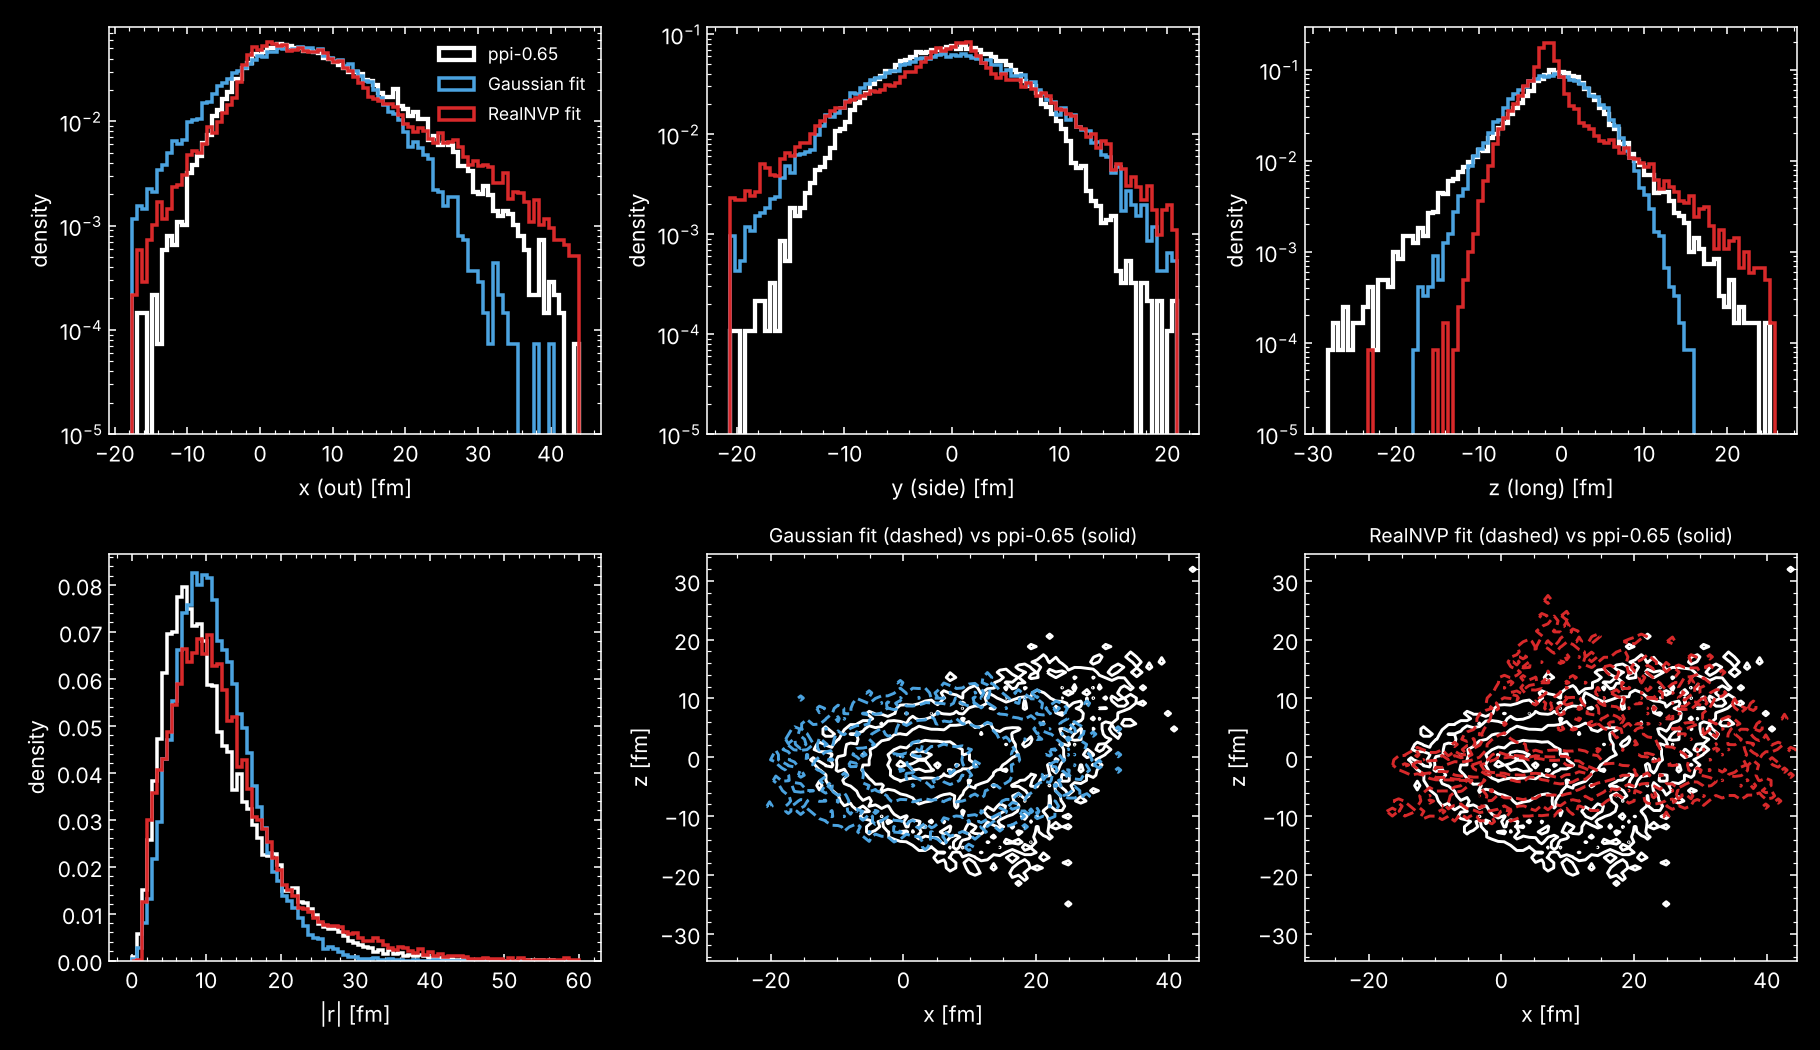 density
10−2
10−3
10−4
10−5
−20 −10 0 10 20 30 40
x (out) [fm]
ppi-0.65
Gaussian fit
RealNVP fit
density
10−1
10−2
10−3
10−4
10−5
−20 −10 0 10 20
y (side) [fm]
density
10−1
10−2
10−3
10−4
10−5
−30 −20 −10 0 10 20
z (long) [fm]
density
0.08
0.07
0.06
0.05
0.04
0.03
0.02
0.01
0.00
0 10 20 30 40 50 60
|r| [fm]
Gaussian fit (dashed) vs ppi-0.65 (solid)
z [fm]
30
20
10
0
−10
−20
−30
−20 0 20 40
x [fm]
RealNVP fit (dashed) vs ppi-0.65 (solid)
z [fm]
30
20
10
0
−10
−20
−30
−20 0 20 40
x [fm]